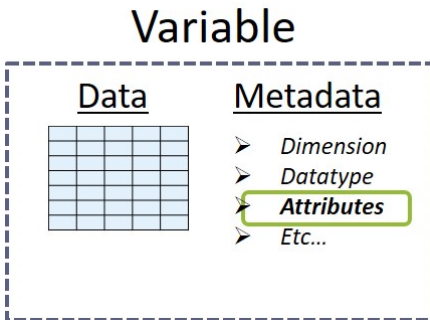 Variable
Data
Metadata
➢ Dimension
➢ Datatype
➢ Attributes
➢ Etc...